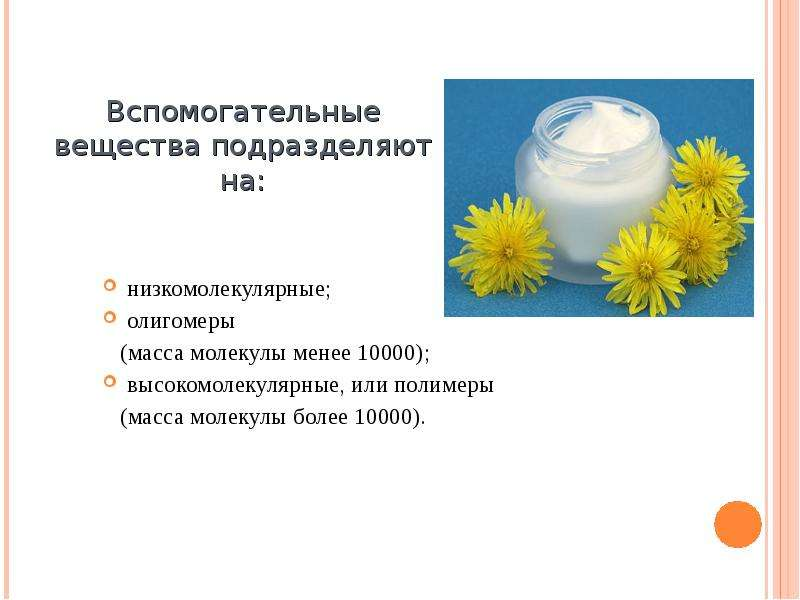 Вспомогательные
вещества подразделяют
на:
низкомолекулярные;
олигомеры
(масса молекулы менее 10000);
высокомолекулярные, или полимеры
(масса молекулы более 10000).